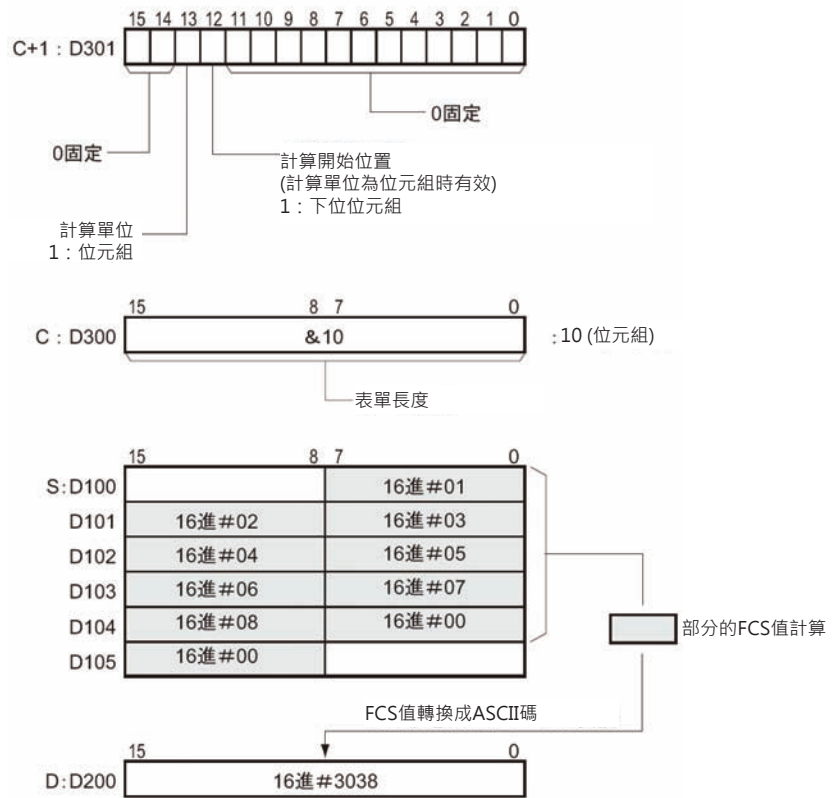 15 14 13 12 11 10 9 8 7 6 5 4 3 2 1 0
C+1 : D301
0固定
0固定
計算開始位置
(計算單位為位元組時有效)
1：下位位元組
計算單位
1：位元組
15 8 7 0
C : D300 &10 :10 (位元組)
表單長度
15 8 7 0
S:D100 16進#01
D101 16進#02 16進#03
D102 16進#04 16進#05
D103 16進#06 16進#07
D104 16進#08 16進#00
D105 16進#00
部分的FCS值計算
FCS值轉換成ASCII碼
15 0
D:D200 16進#3038